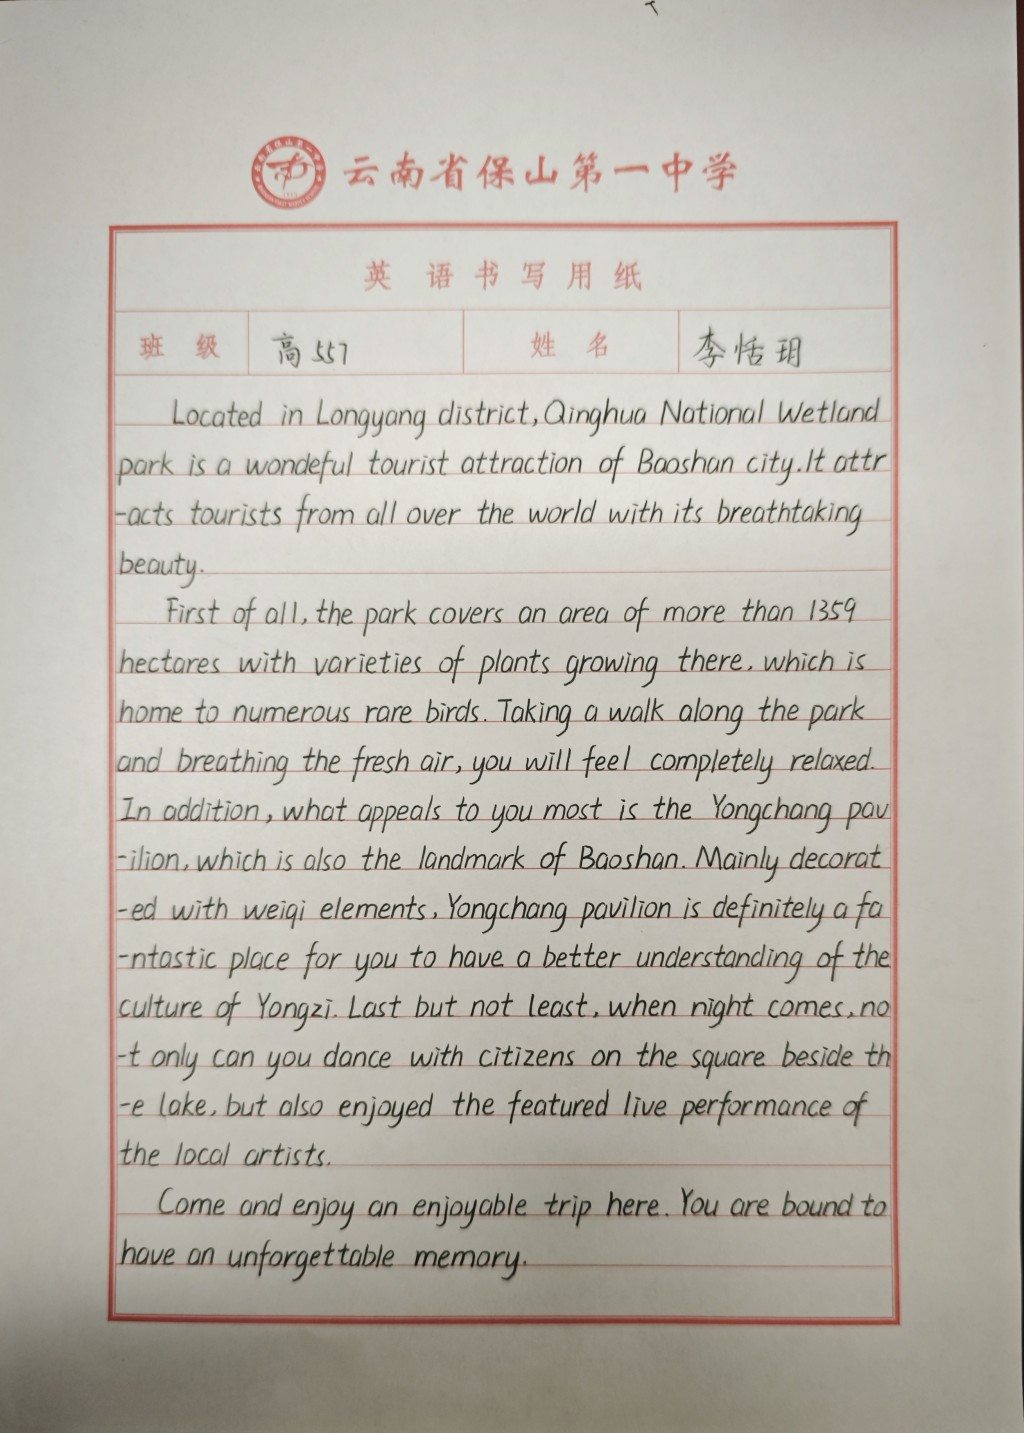 云南省保山第一中学
英语书写用纸
班级 高557 姓名 李恬玥
Located in Longyang district, Qinghua National Wetland
park is a wondeful tourist attraction of Baoshan city. It attr
-acts tourists from all over the world with its breathtaking
beauty.
First of all, the park covers an area of more than 1359
hectares with varieties of plants growing there, which is
home to numerous rare birds. Taking a walk along the park
and breathing the fresh air, you will feel completely relaxed.
In addition, what appeals to you most is the Yongchang pav
-ilion, which is also the landmark of Baoshan. Mainly decorat
-ed with weiqi elements, Yongchang pavilion is definitely a fa
-ntastic place for you to have a better understanding of the
culture of Yongzi. Last but not least, when night comes, no
-t only can you dance with citizens on the square beside th
-e lake, but also enjoyed the featured live performance of
the local artists.
Come and enjoy an enjoyable trip here. You are bound to
have an unforgettable memory.